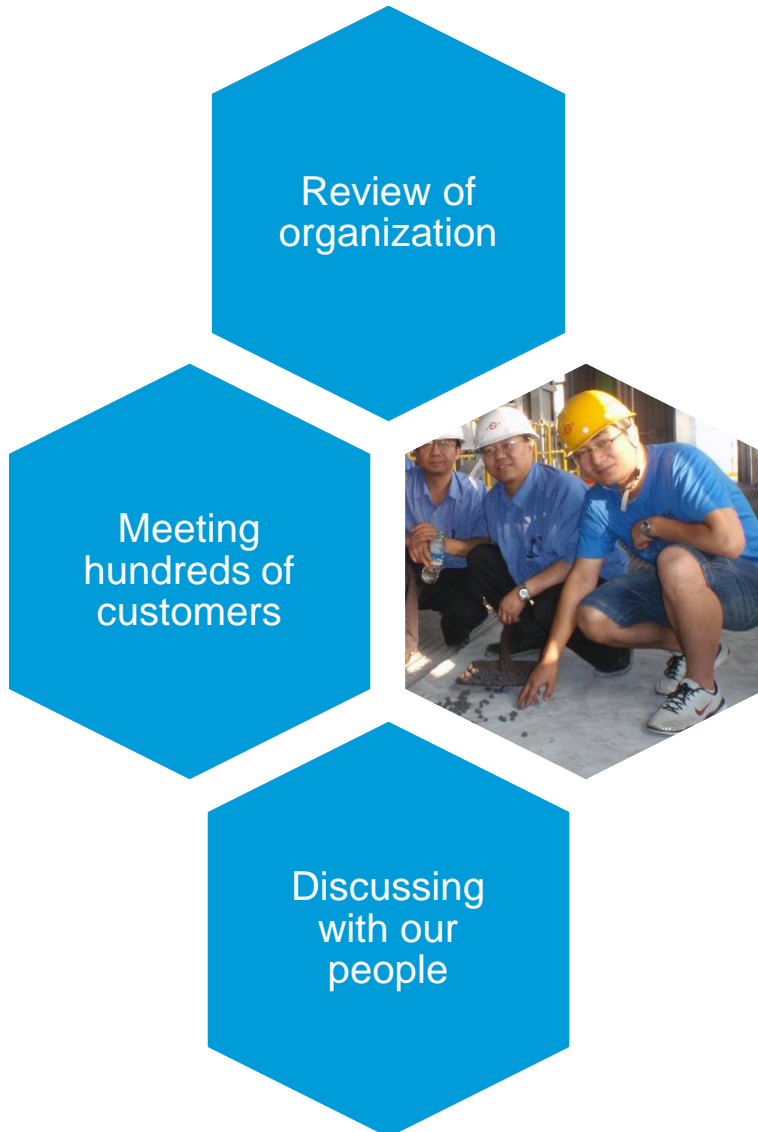 Review of
organization
Meeting
hundreds of
customers
Discussing
with our
people